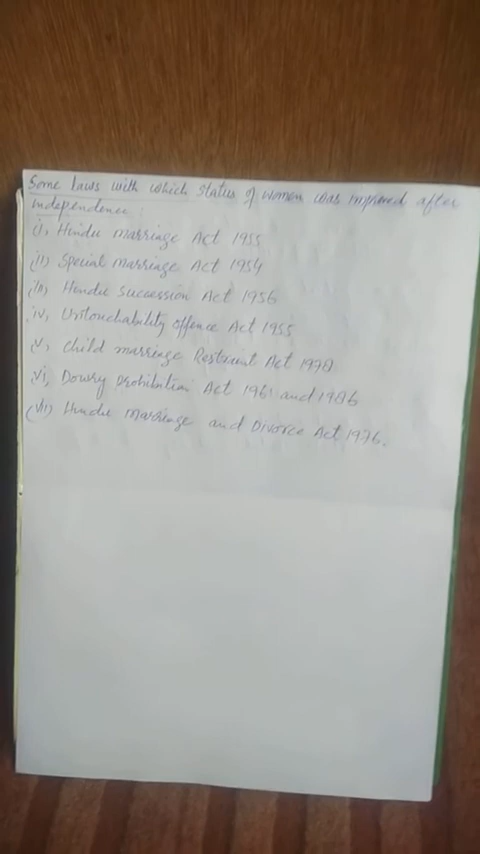 Some laws with which status of women was improved after
independence :
(i) Hindu marriage Act 1955
(ii) Special Marriage Act 1954
(iii) Hindu Succession Act 1956
iv, Untouchability offence Act 1955
v, Child marriage Restraint Act 1978
vi, Dowry prohibition Act 1961 and 1986
(vii) Hindu Marriage and Divorce Act 1976.